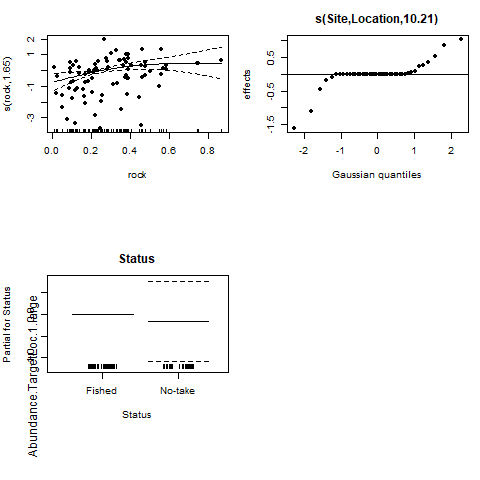 s(rock,1.65)
2
1
-1
-3
0.0 0.2 0.4 0.6 0.8
rock
s(Site,Location,10.21)
effects
0.5
-0.5
-1.5
-2 -1 0 1 2
Gaussian quantiles
Status
Partial for Status
Abundance.TargetLoc.1.large
Fished No-take
Status